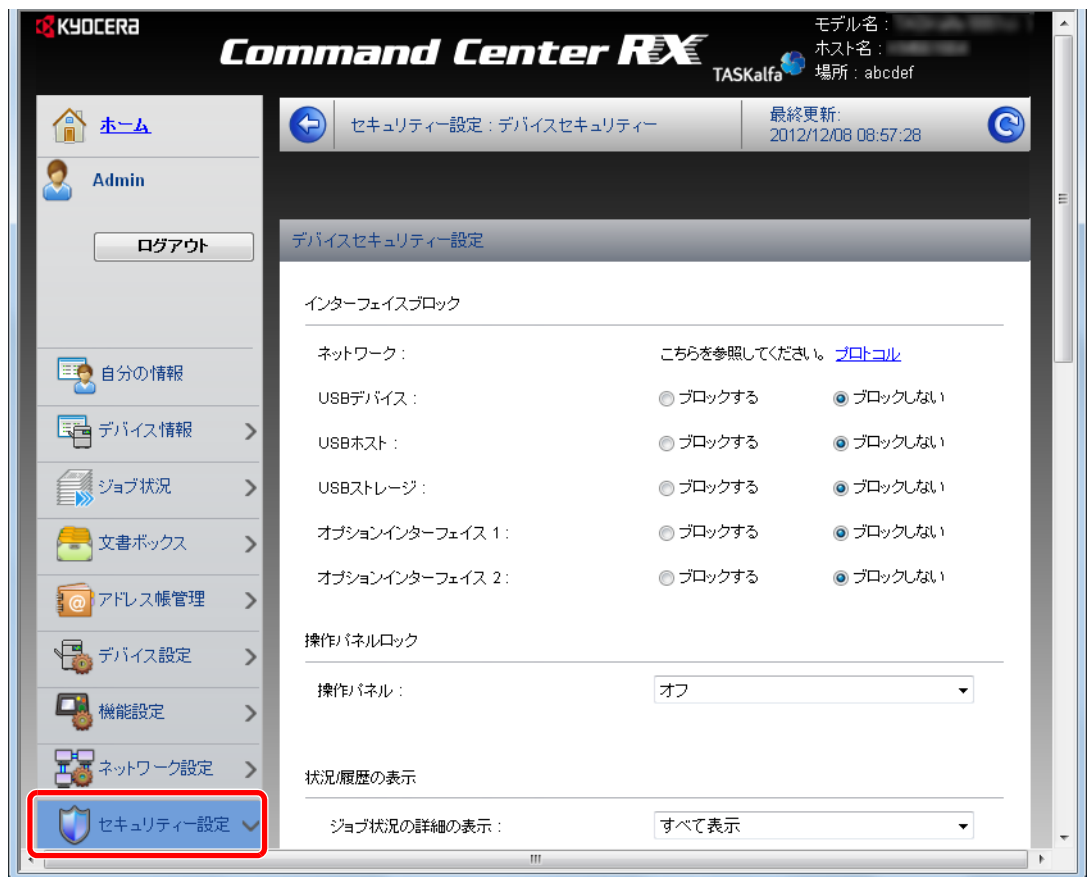 KYOCERA
Command Center RX
TASKalfa
モデル名 :
ホスト名 :
場所 : abcdef
ホーム
Admin
ログアウト
自分の情報
デバイス情報
ジョブ状況
文書ボックス
アドレス帳管理
デバイス設定
機能設定
ネットワーク設定
セキュリティー設定
セキュリティー設定 : デバイスセキュリティー
最終更新:
2012/12/08 08:57:28
デバイスセキュリティー設定
インターフェイスブロック
ネットワーク : こちらを参照してください。 プロトコル
USBデバイス : ブロックする ブロックしない
USBホスト : ブロックする ブロックしない
USBストレージ : ブロックする ブロックしない
オプションインターフェイス 1 : ブロックする ブロックしない
オプションインターフェイス 2 : ブロックする ブロックしない
操作パネルロック
操作パネル : オフ
状況/履歴の表示
ジョブ状況の詳細の表示 : すべて表示